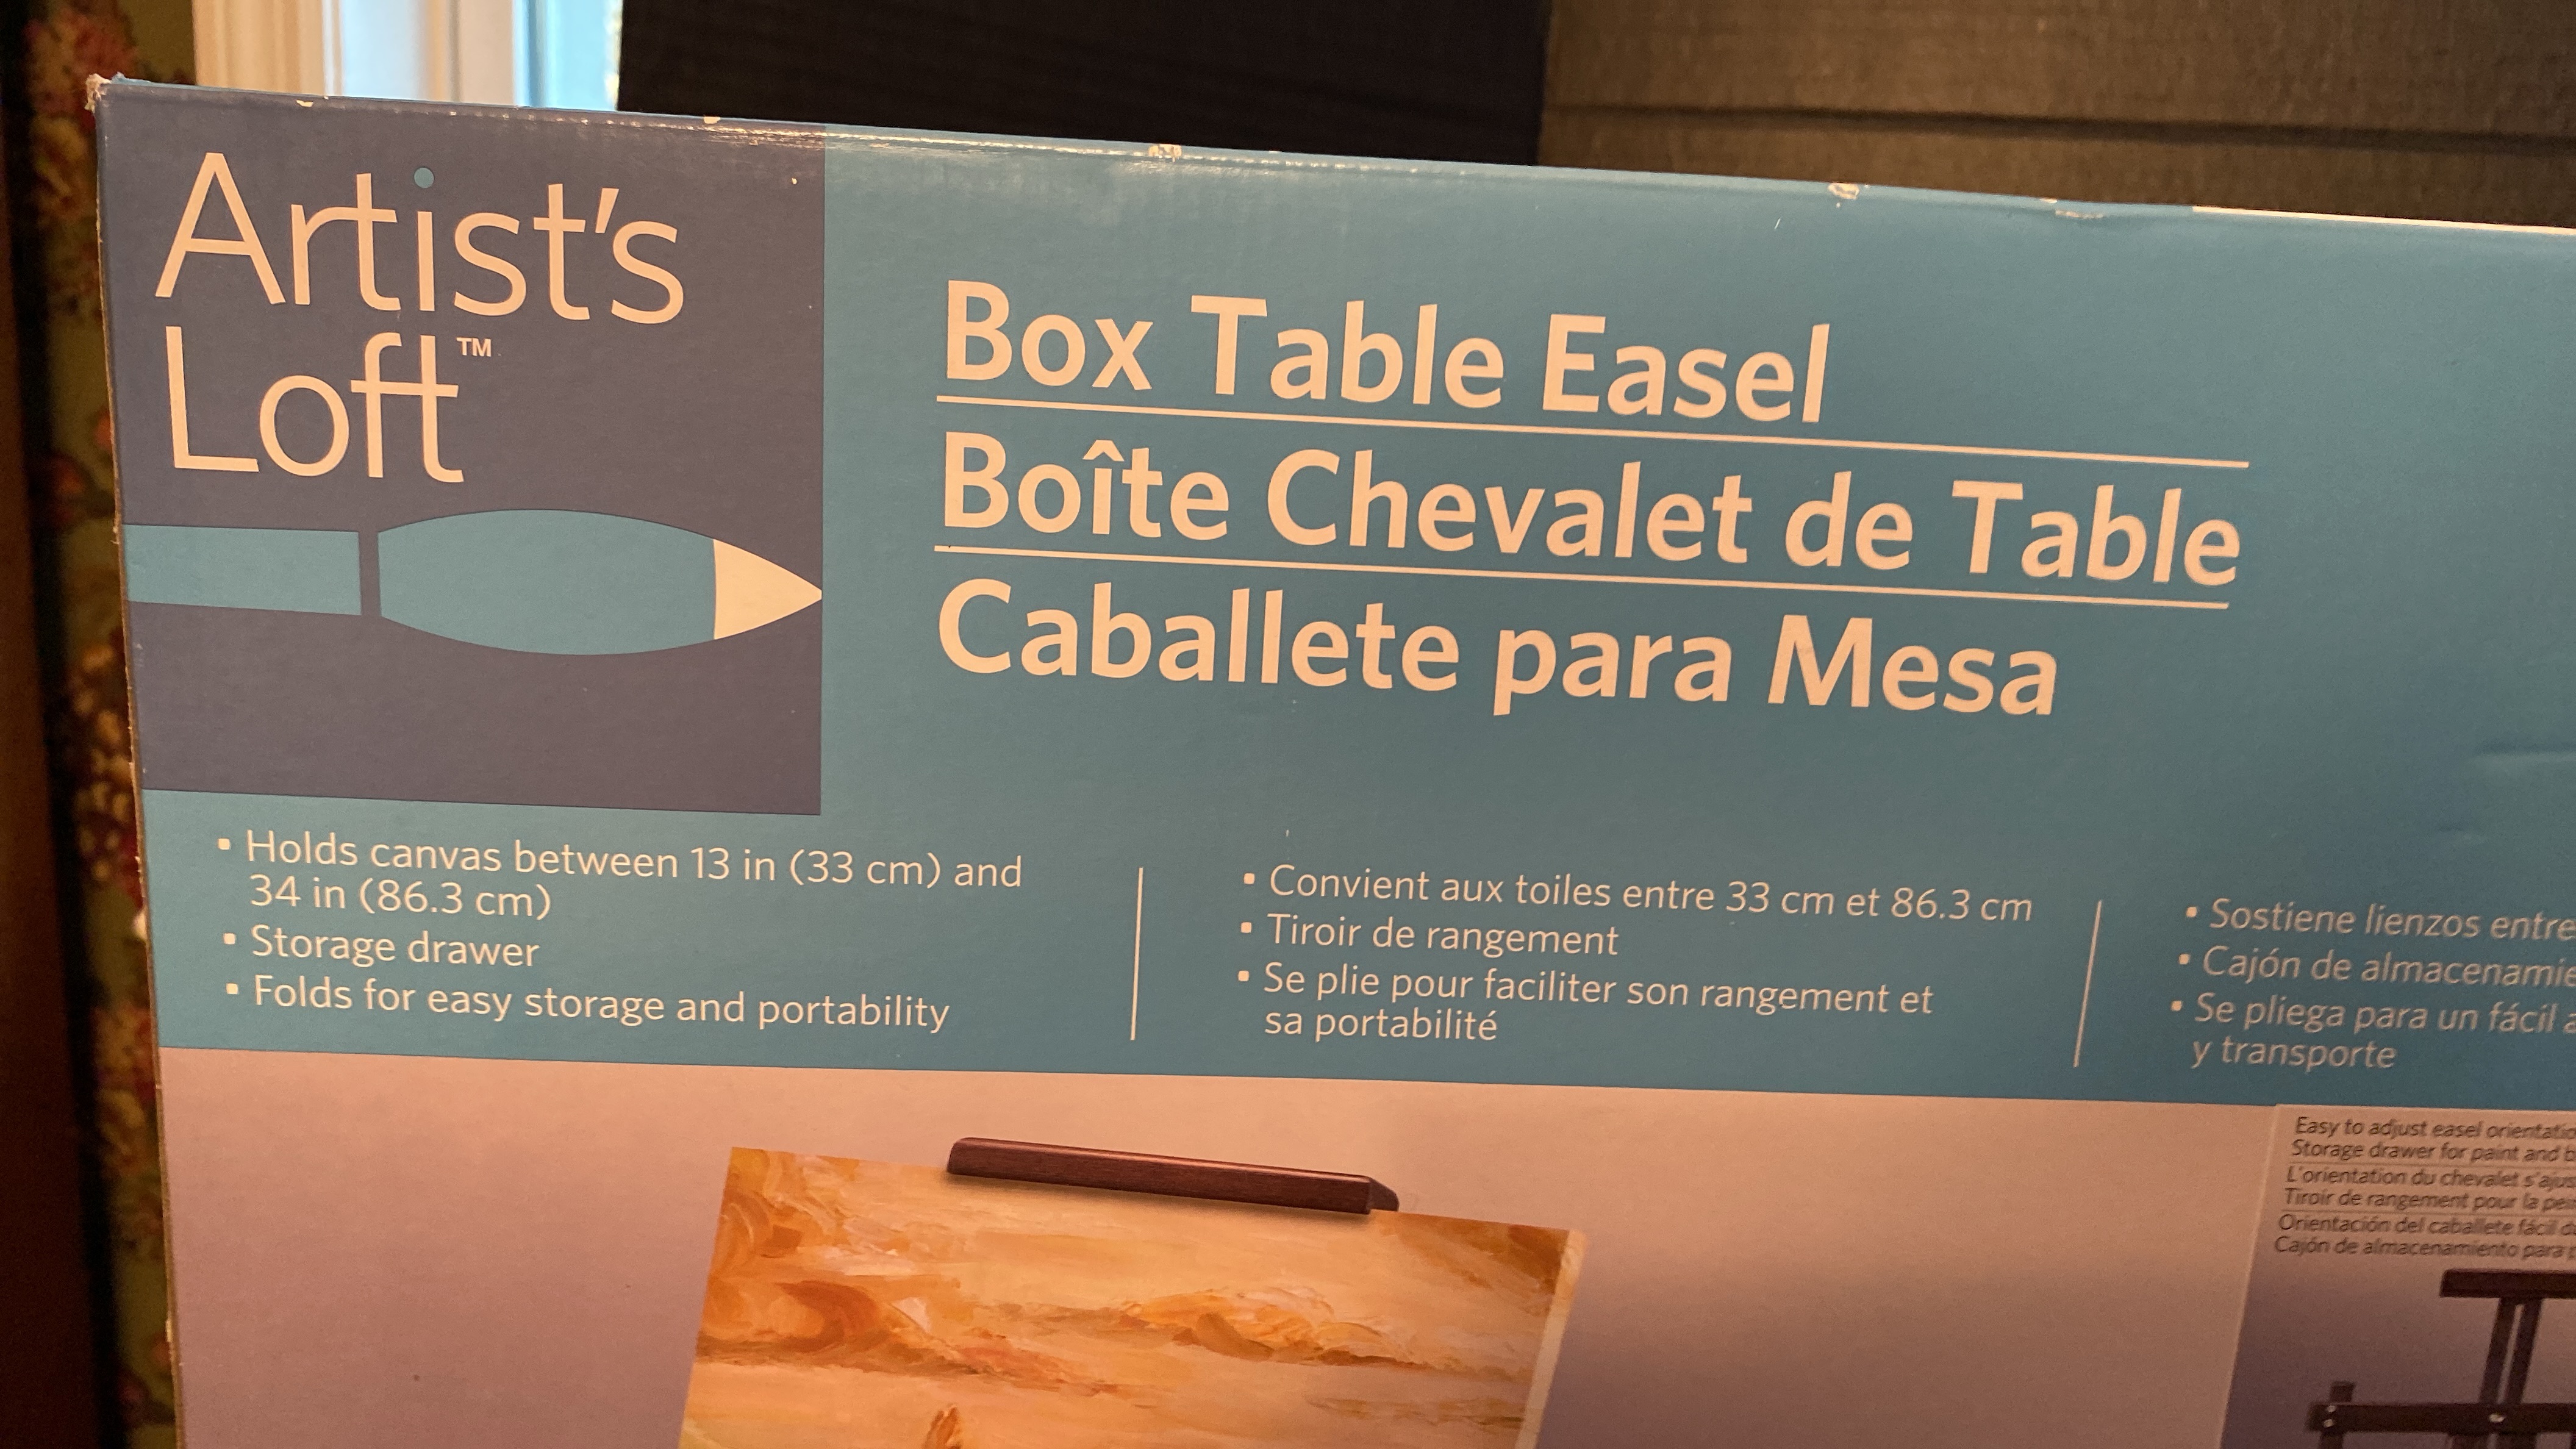 Artist's
Loft™
Box Table Easel
Boîte Chevalet de Table
Caballete para Mesa
▪ Holds canvas between 13 in (33 cm) and
34 in (86.3 cm)
▪ Storage drawer
▪ Folds for easy storage and portability
▪ Convient aux toiles entre 33 cm et 86.3 cm
▪ Tiroir de rangement
▪ Se plie pour faciliter son rangement et
sa portabilité
▪ Sostiene lienzos entre
▪ Cajón de
▪ Se pliega para un fácil
y transporte
Easy to adjust easel
Storage drawer for paint and
L'orientation du chevalet
Tiroir de rangement pour la
Orientación del caballete fácil
Cajón de almacenamiento para